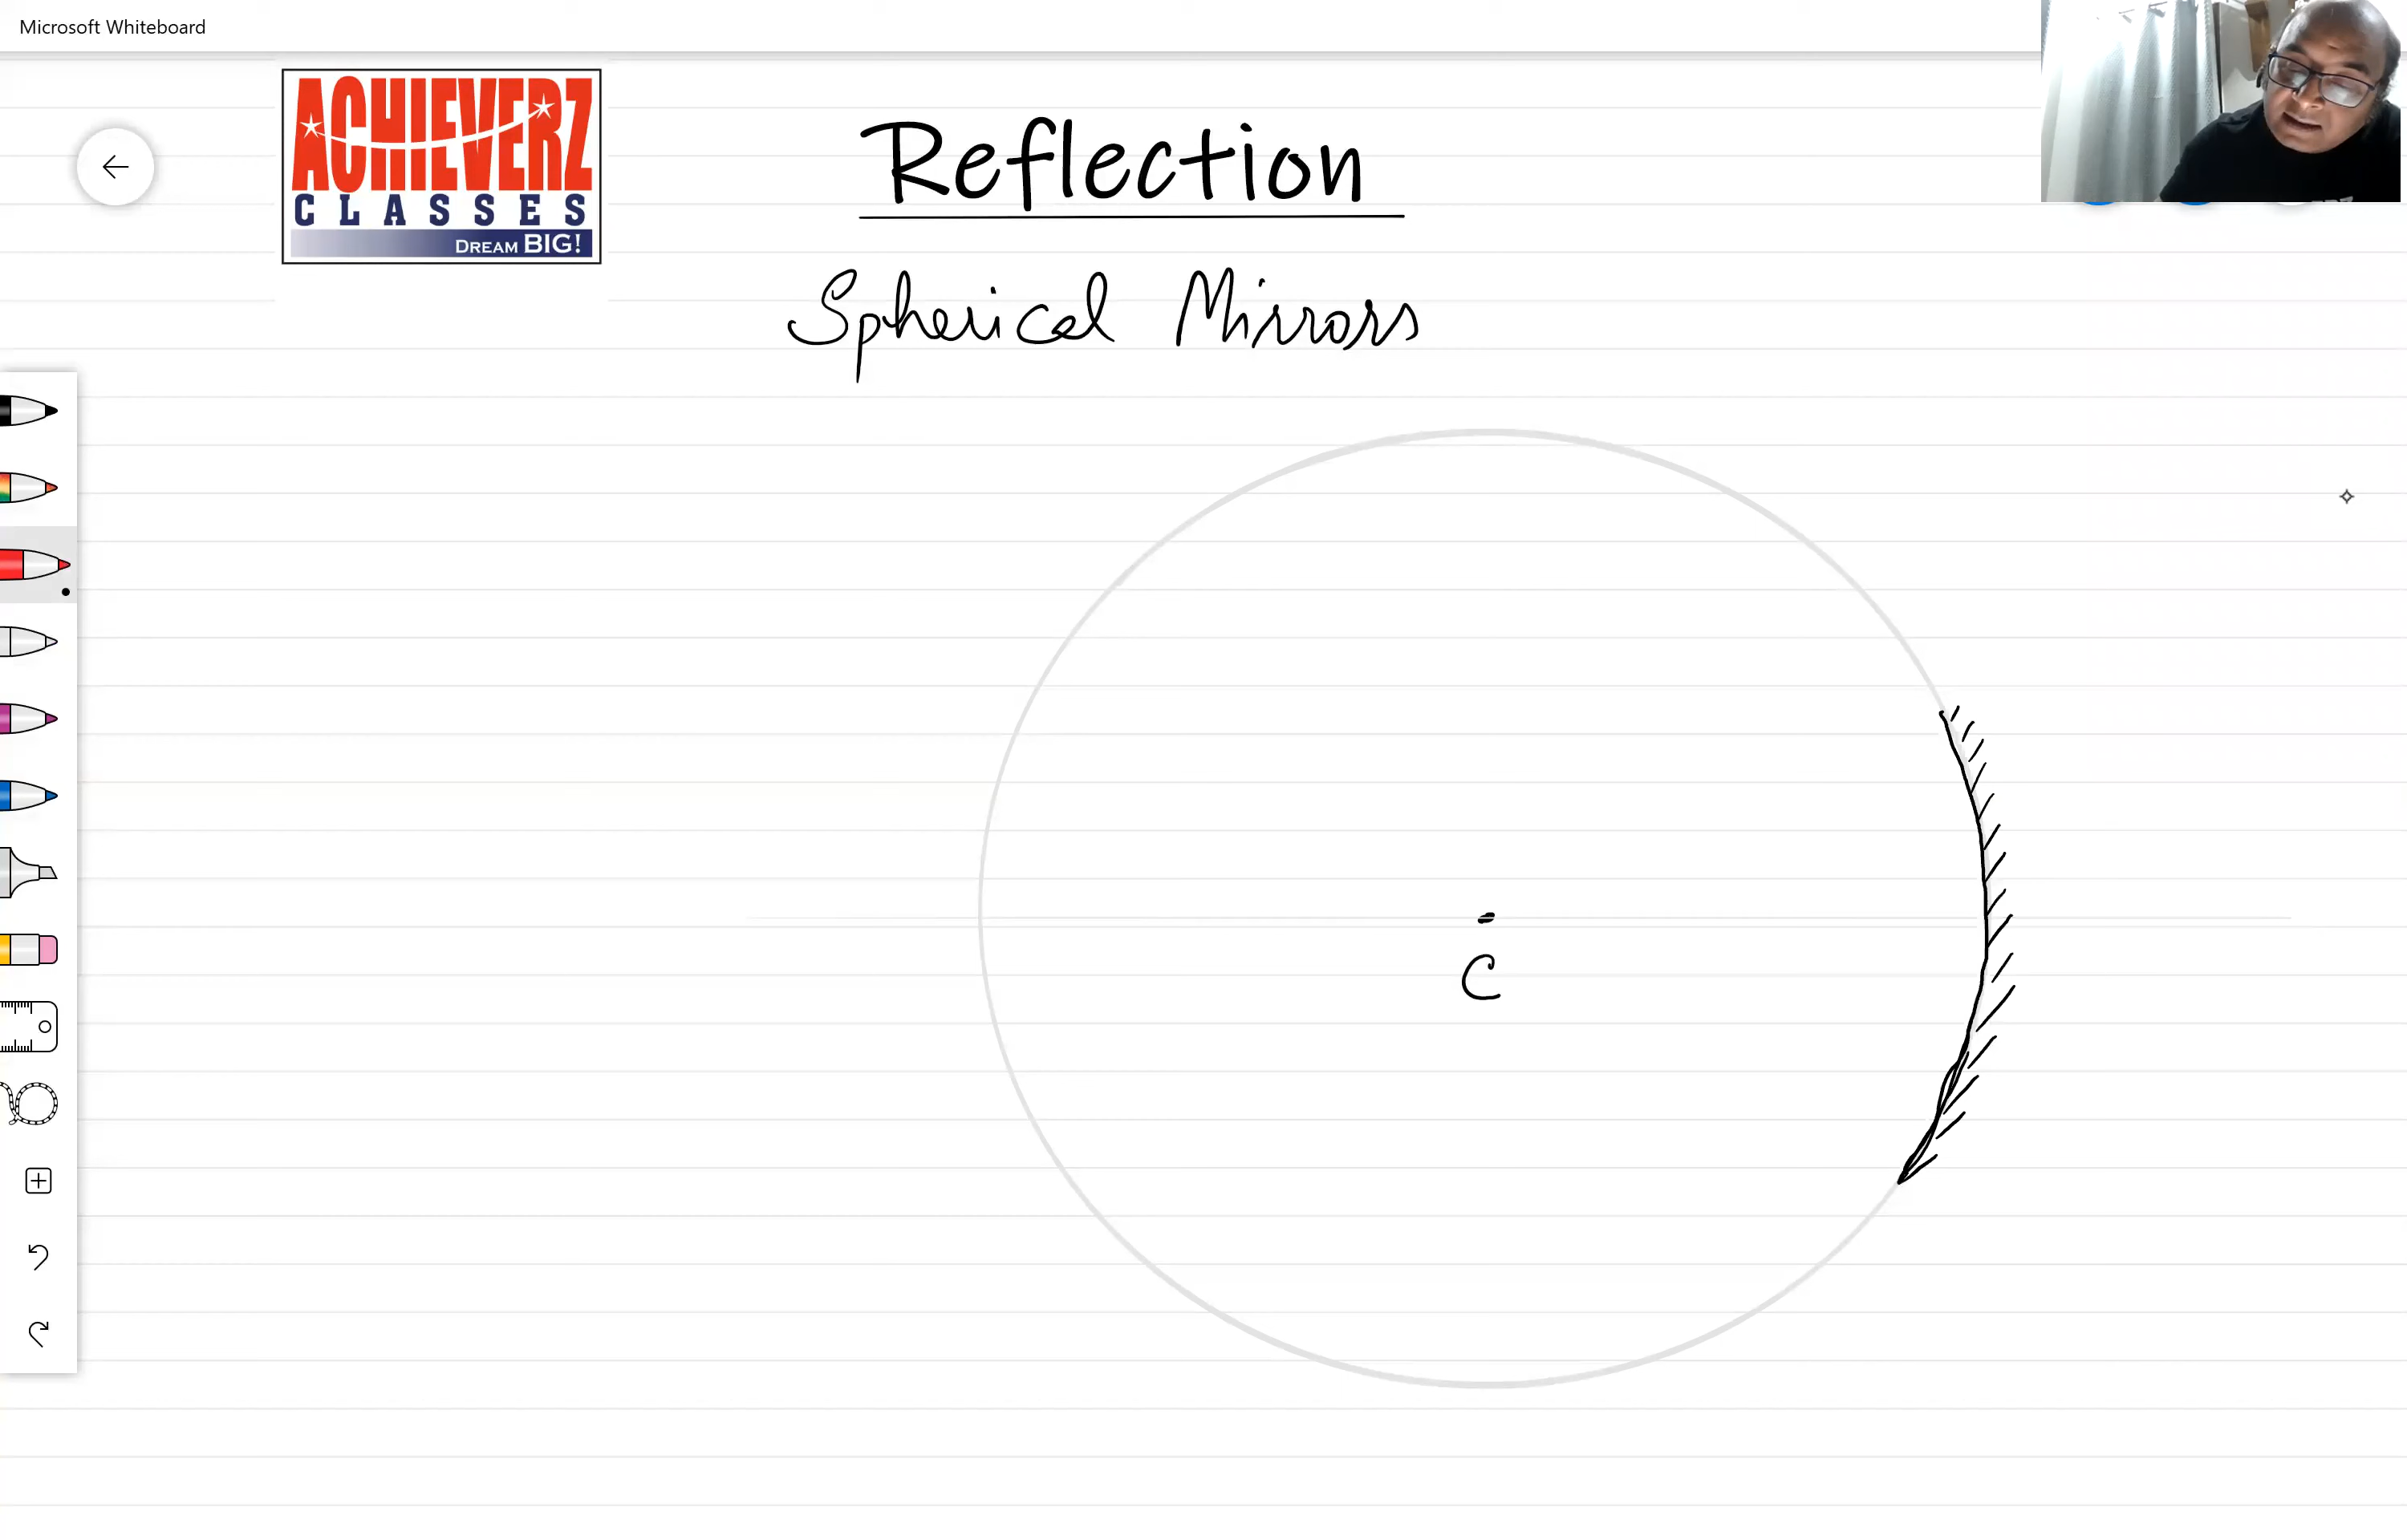 Microsoft Whiteboard
ACHIEVERZ
CLASSES
DREAM BIG!
Reflection
Spherical Mirrors
C